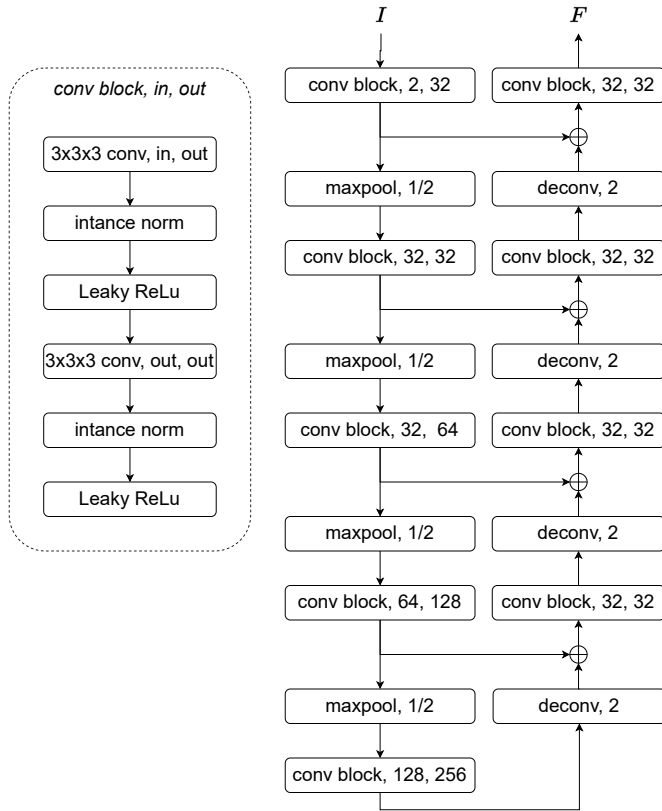 I
F
conv block, in, out
3x3x3 conv, in, out
intance norm
Leaky ReLu
3x3x3 conv, out, out
intance norm
Leaky ReLu
conv block, 2, 32
maxpool, 1/2
conv block, 32, 32
maxpool, 1/2
conv block, 32, 64
maxpool, 1/2
conv block, 64, 128
maxpool, 1/2
conv block, 128, 256
conv block, 32, 32
deconv, 2
conv block, 32, 32
deconv, 2
conv block, 32, 32
deconv, 2
conv block, 32, 32
deconv, 2